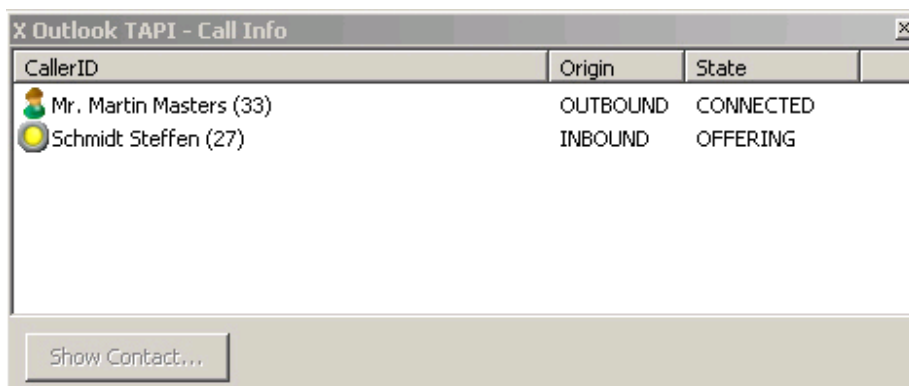 X Outlook TAPI - Call Info
CallerID Origin State
Mr. Martin Masters (33) OUTBOUND CONNECTED
Schmidt Steffen (27) INBOUND OFFERING
Show Contact...